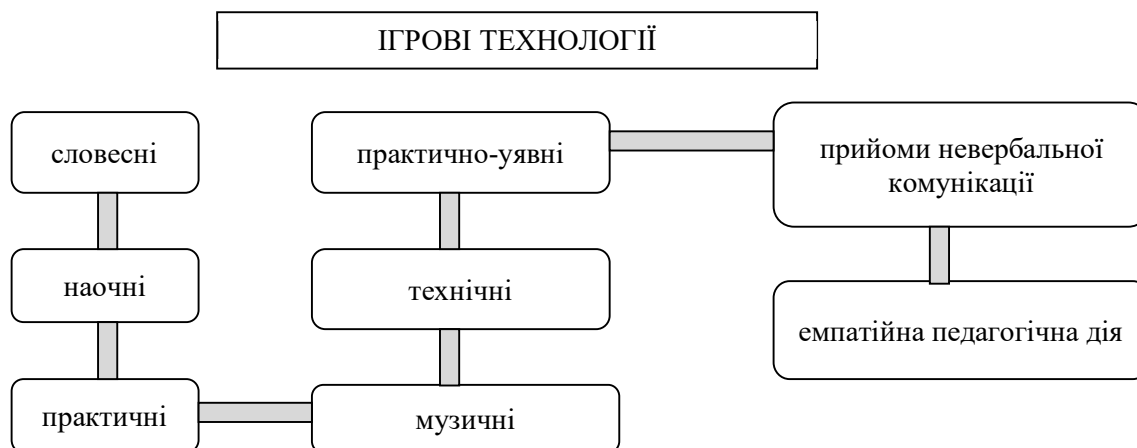 ІГРОВІ ТЕХНОЛОГІЇ
словесні
наочні
практичні
музичні
технічні
практично-уявні
прийоми невербальної
комунікації
емпатійна педагогічна дія